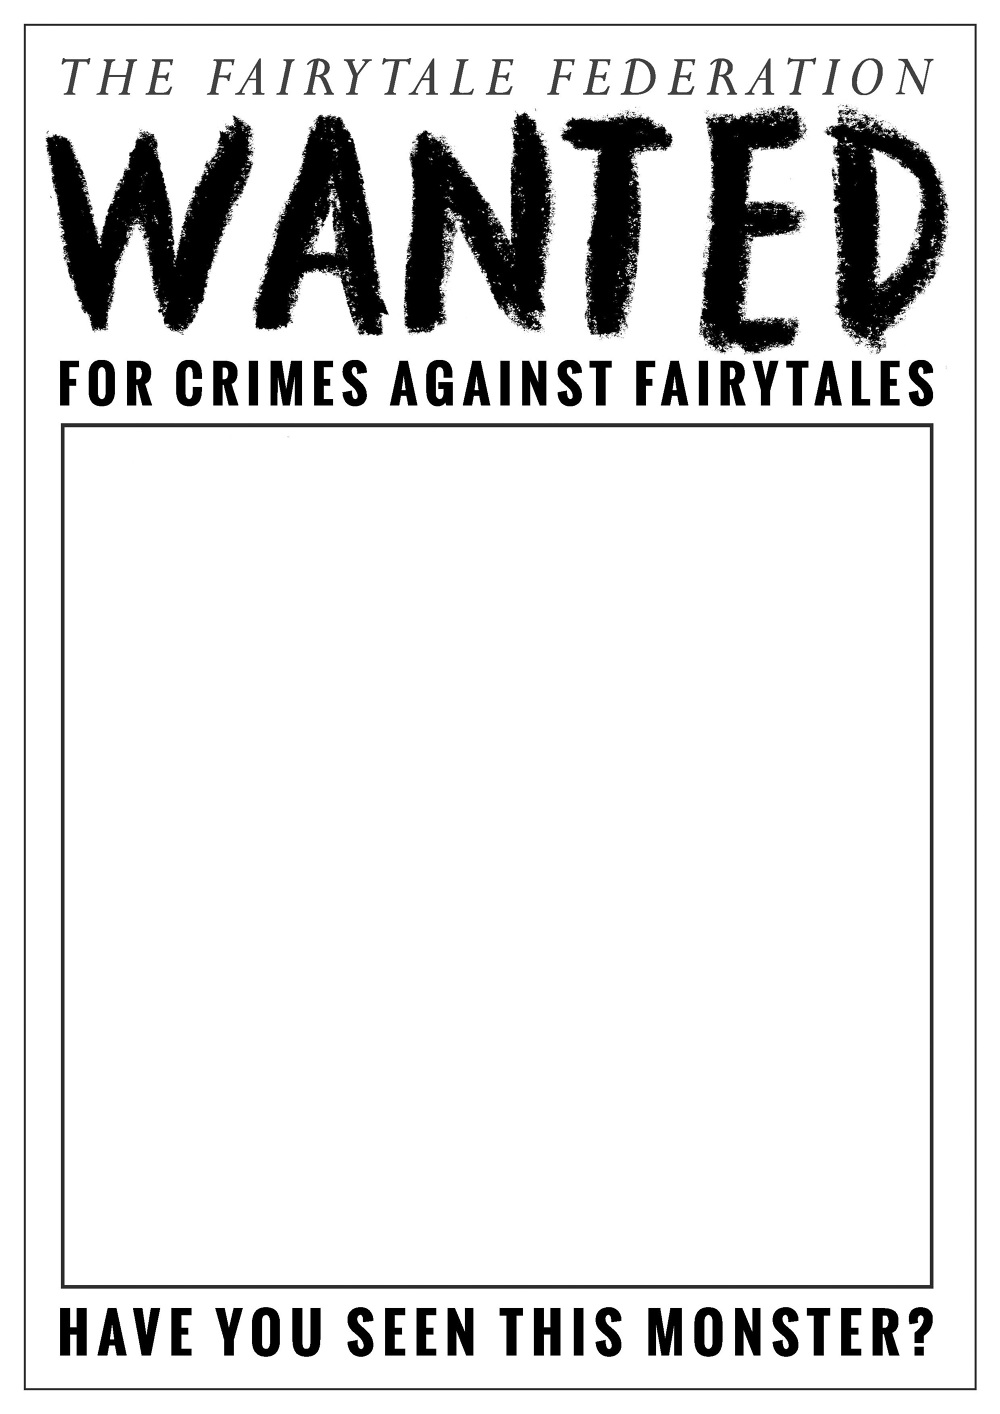 THE FAIRYTALE FEDERATION
WANTED
FOR CRIMES AGAINST FAIRYTALES
HAVE YOU SEEN THIS MONSTER?